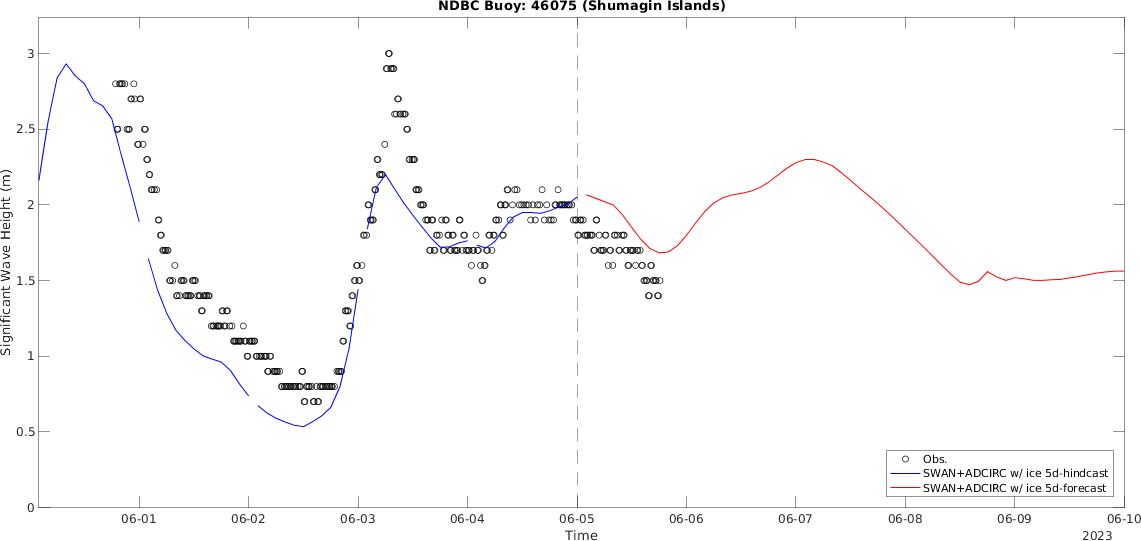 NDBC Buoy: 46075 (Shumagin Islands)
Significant Wave Height (m)
3
2.5
2
1.5
1
0.5
0
06-01 06-02 06-03 06-04 06-05 06-06 06-07 06-08 06-09 06-10
Time
2023
Obs.
SWAN+ADCIRC w/ ice 5d-hindcast
SWAN+ADCIRC w/ ice 5d-forecast